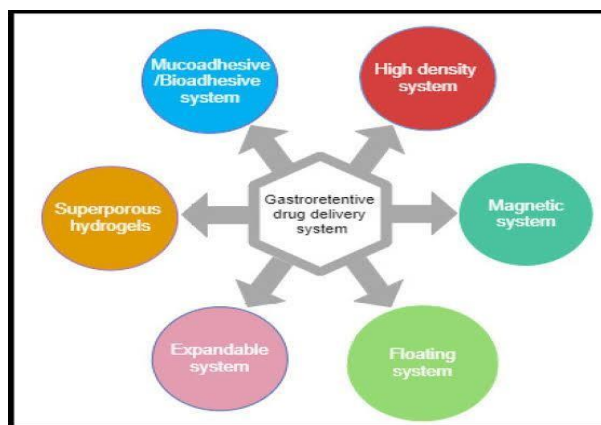 Mucoadhesive
/Bioadhesive
system
High density
system
Superporous
hydrogels
Gastroretentive
drug delivery
system
Magnetic
system
Expandable
system
Floating
system